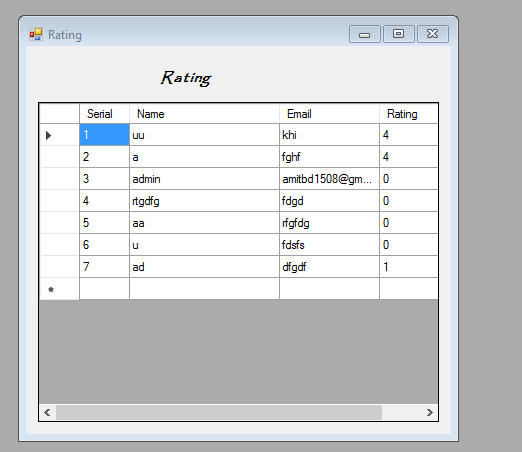 Rating
Rating
Serial Name Email Rating
1 uu khi 4
2 a fghf 4
3 admin amitbd1508@gm... 0
4 rtgdfg fdgd 0
5 aa rfgfdg 0
6 u fdsfs 0
7 ad dfgdf 1
*